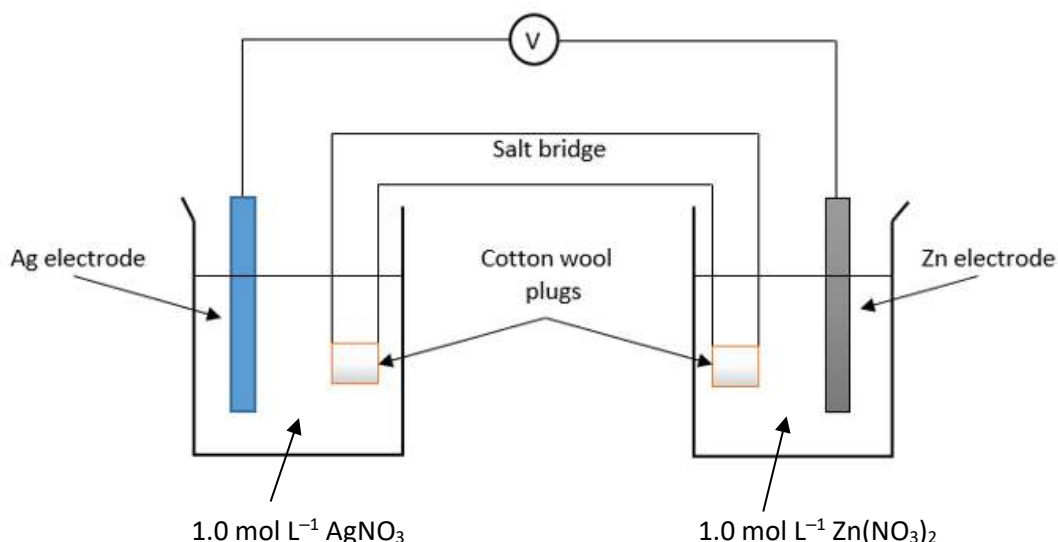 V
Salt bridge
Ag electrode
Cotton wool
plugs
Zn electrode
1.0 mol L⁻¹ AgNO₃
1.0 mol L⁻¹ Zn(NO₃)₂